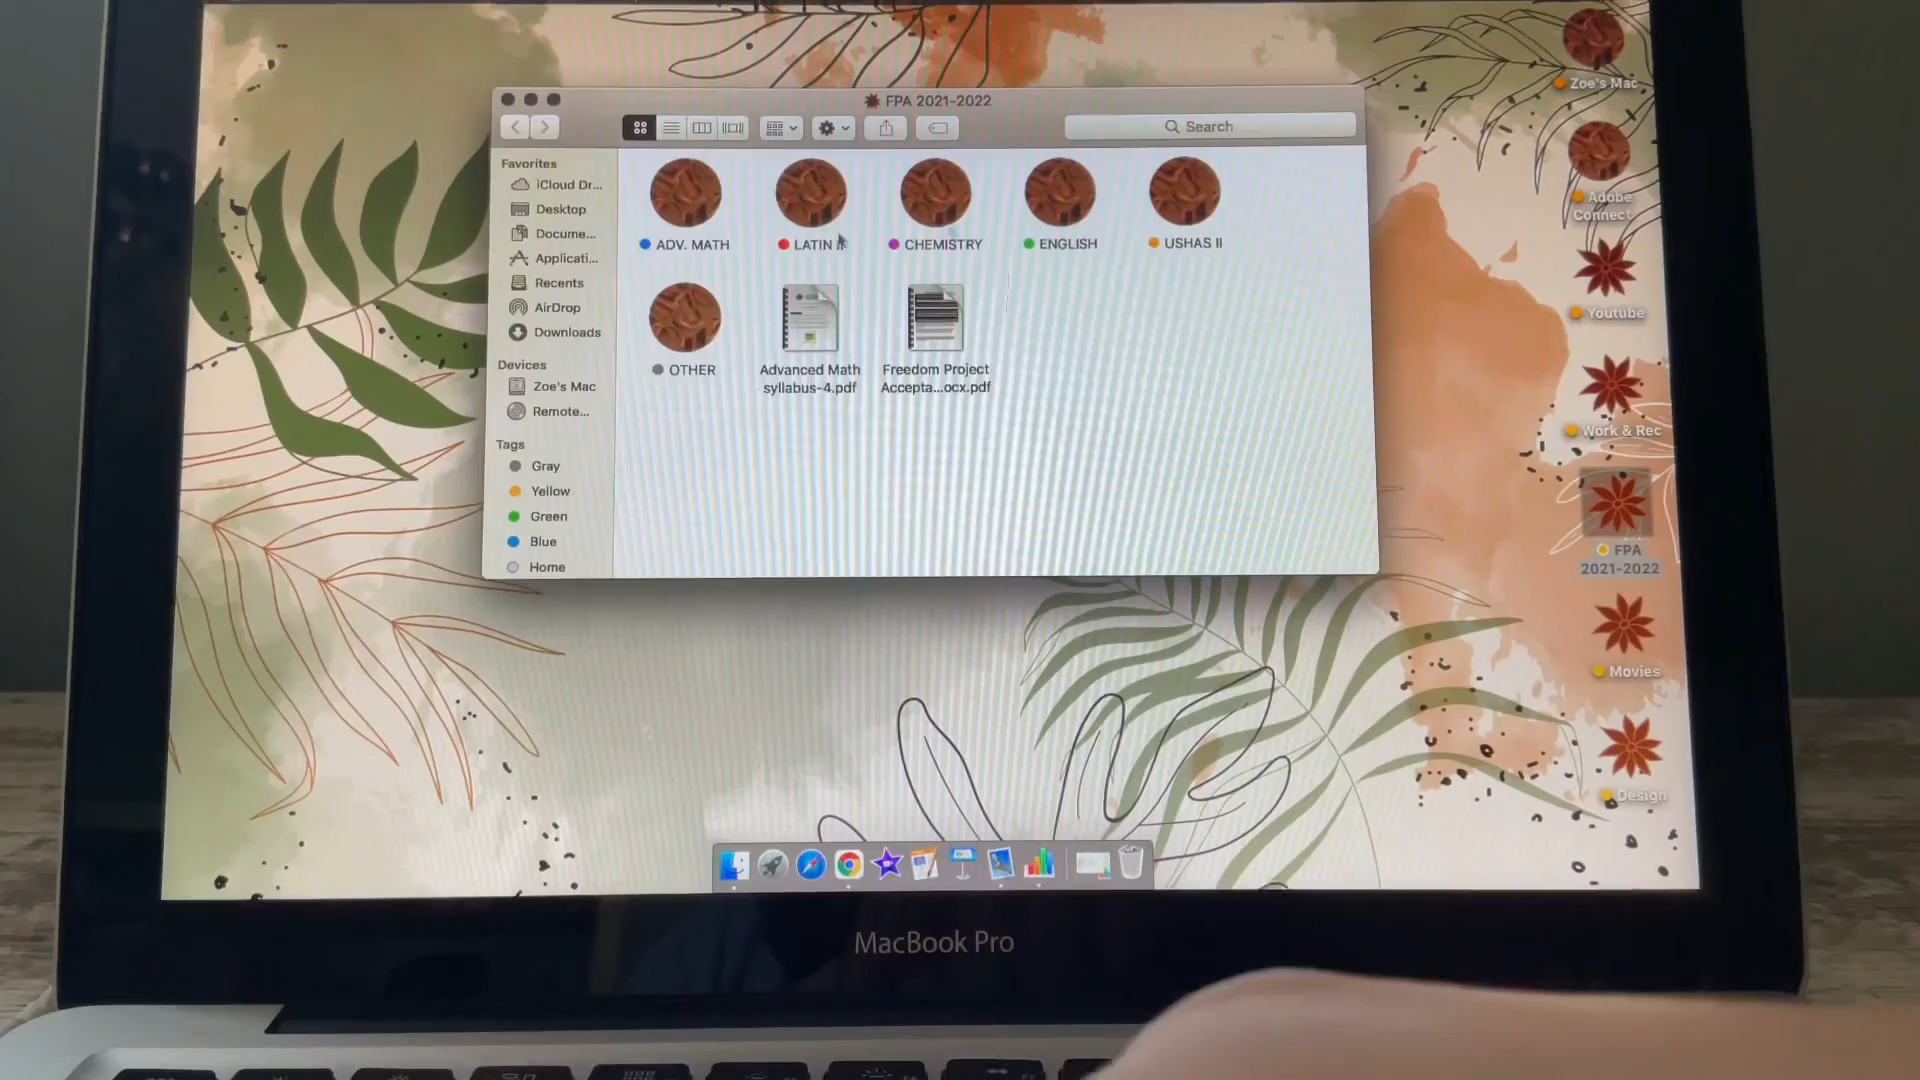 FPA 2021-2022
Search
Favorites
iCloud Dr...
Desktop
Docume...
Applicati...
Recents
AirDrop
Downloads
Devices
Zoe's Mac
Remote...
Tags
Gray
Yellow
Green
Blue
Home
ADV. MATH
LATIN
CHEMISTRY
ENGLISH
USHAS II
OTHER
Advanced Math
syllabus-4.pdf
Freedom Project
Accepta...ocx.pdf
Zoe's Mac
Adobe
Connect
Youtube
Work & Rec
FPA
2021-2022
Movies
Design
MacBook Pro